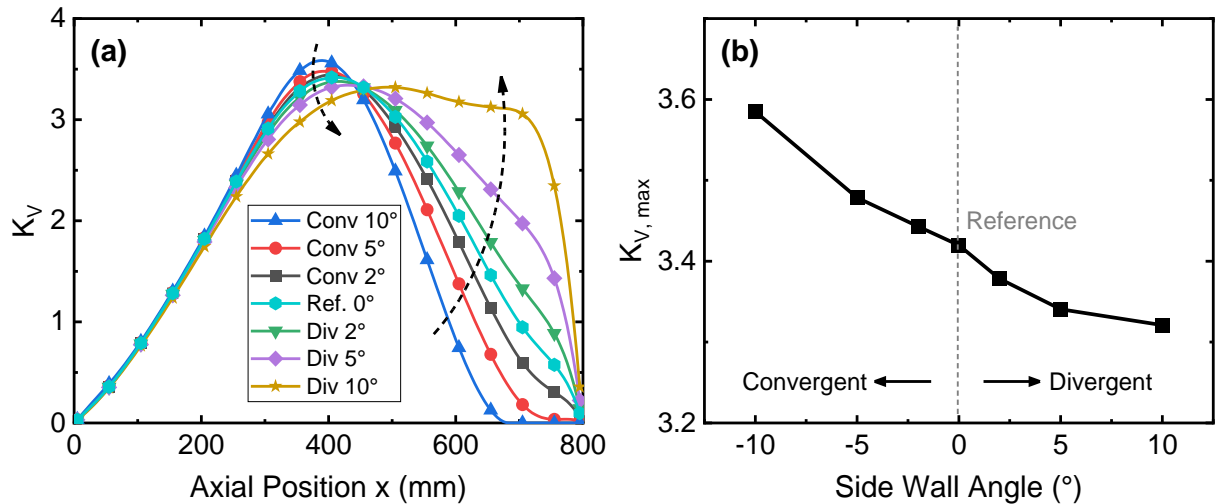 (a)
4
3
2
1
0
K_V
Conv 10°
Conv 5°
Conv 2°
Ref. 0°
Div 2°
Div 5°
Div 10°
0 200 400 600 800
Axial Position x (mm)
(b)
3.6
3.4
3.2
K_V, max
Reference
Convergent
Divergent
-10 -5 0 5 10
Side Wall Angle (°)